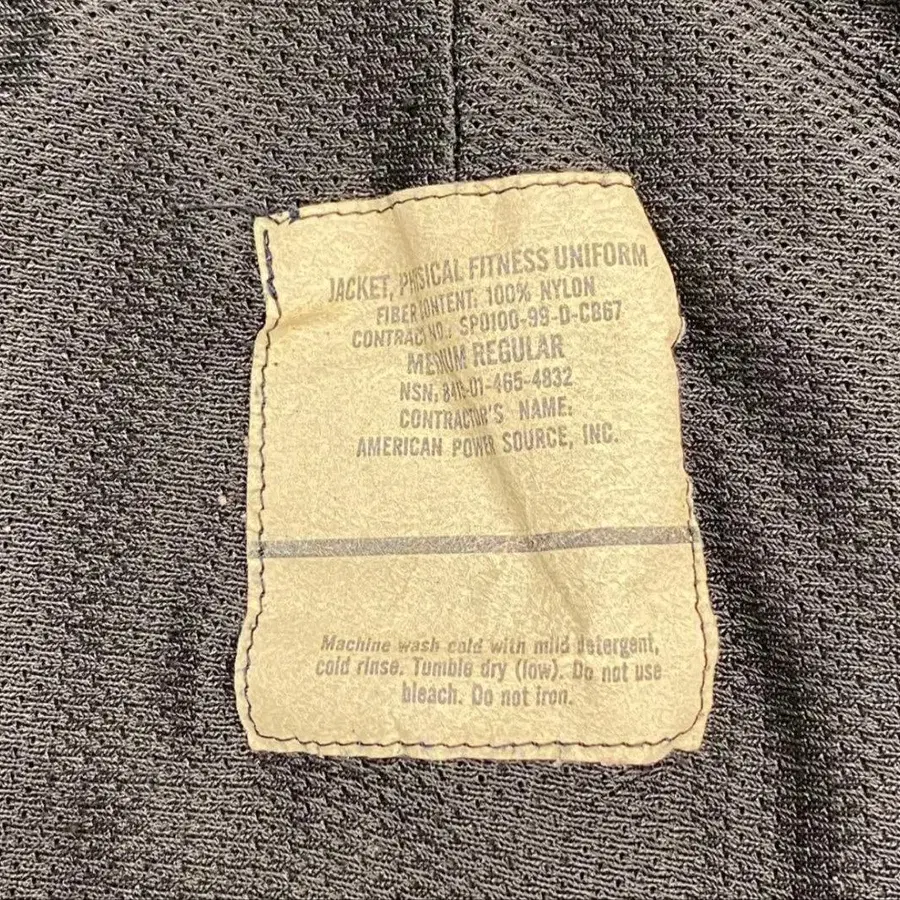 JACKET, PHYSICAL FITNESS UNIFORM
FIBER CONTENT: 100% NYLON
CONTRACT NO.: SP0100-99-D-CB67
MEDIUM REGULAR
NSN: 8415-01-465-4832
CONTRACTOR'S NAME:
AMERICAN POWER SOURCE, INC.
Machine wash cold with mild detergent,
cold rinse. Tumble dry (low). Do not use
bleach. Do not iron.